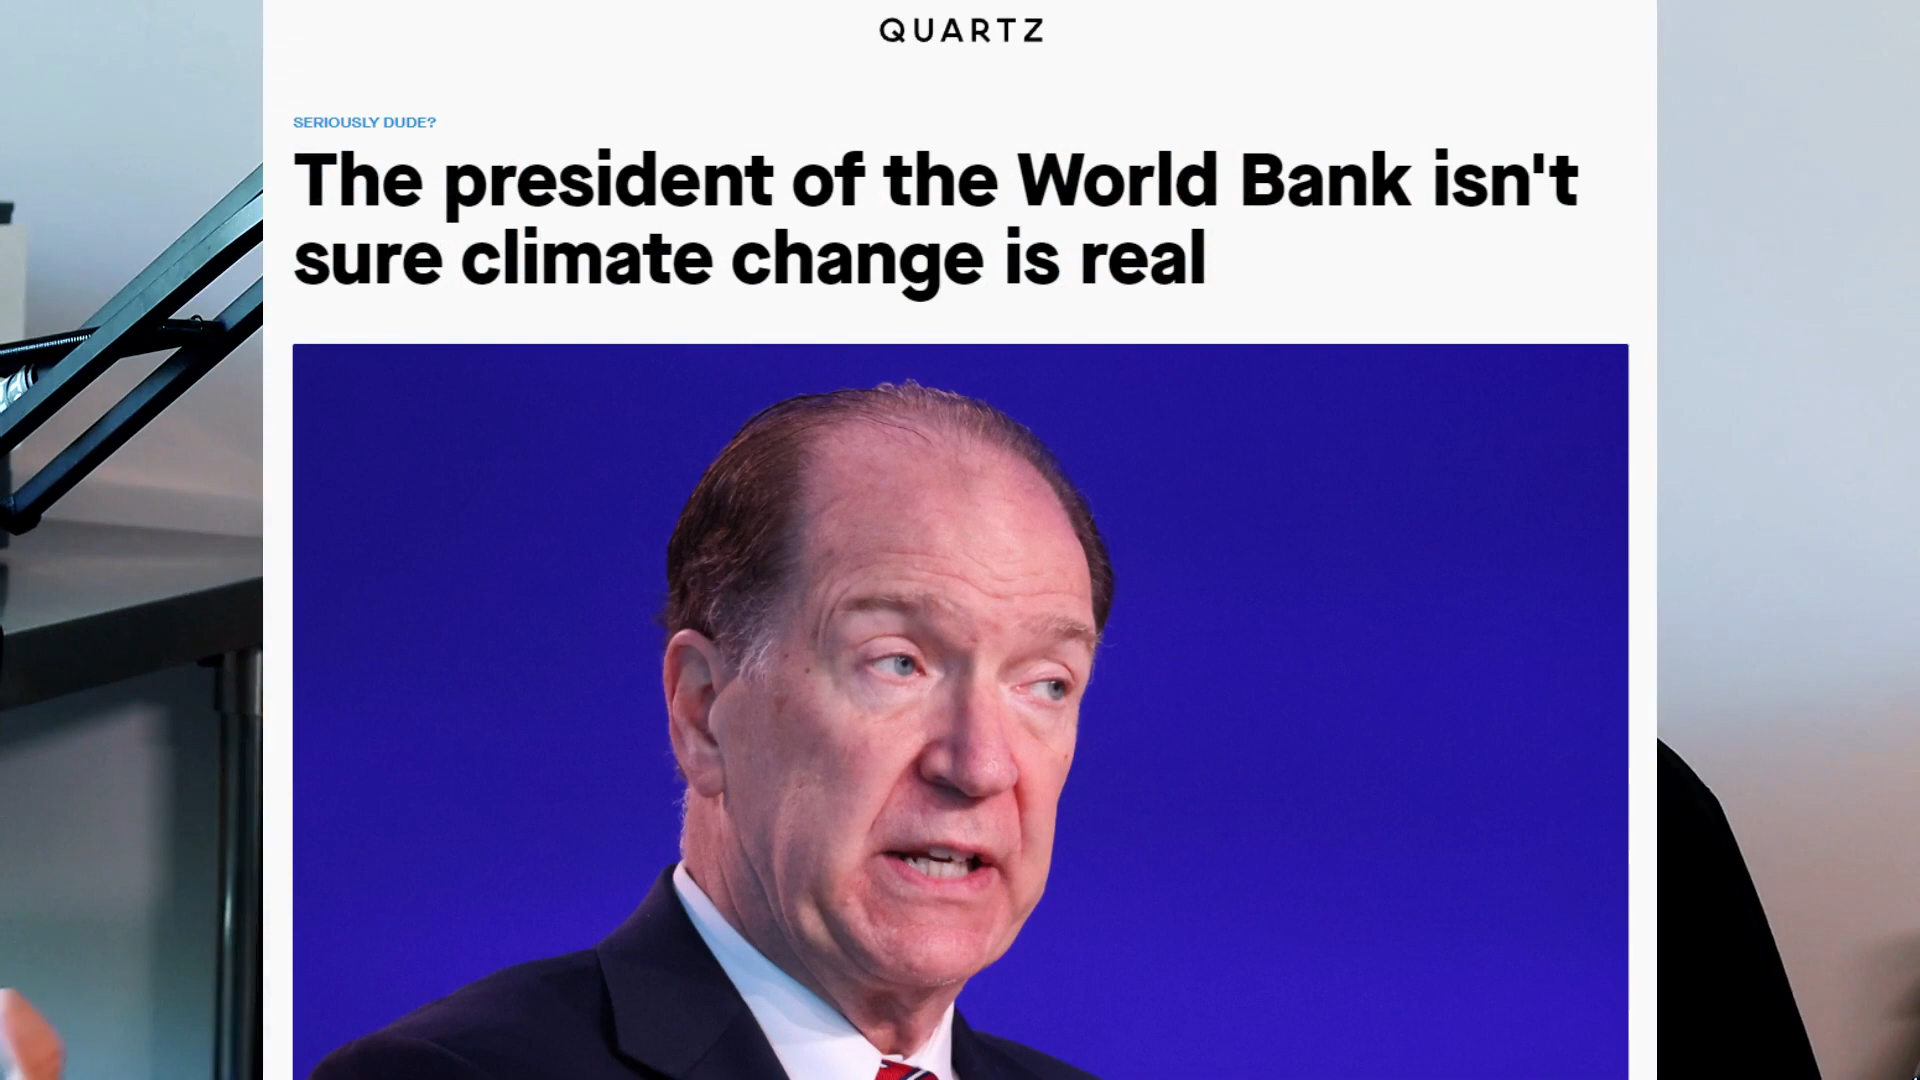 QUARTZ
SERIOUSLY DUDE?
The president of the World Bank isn't
sure climate change is real